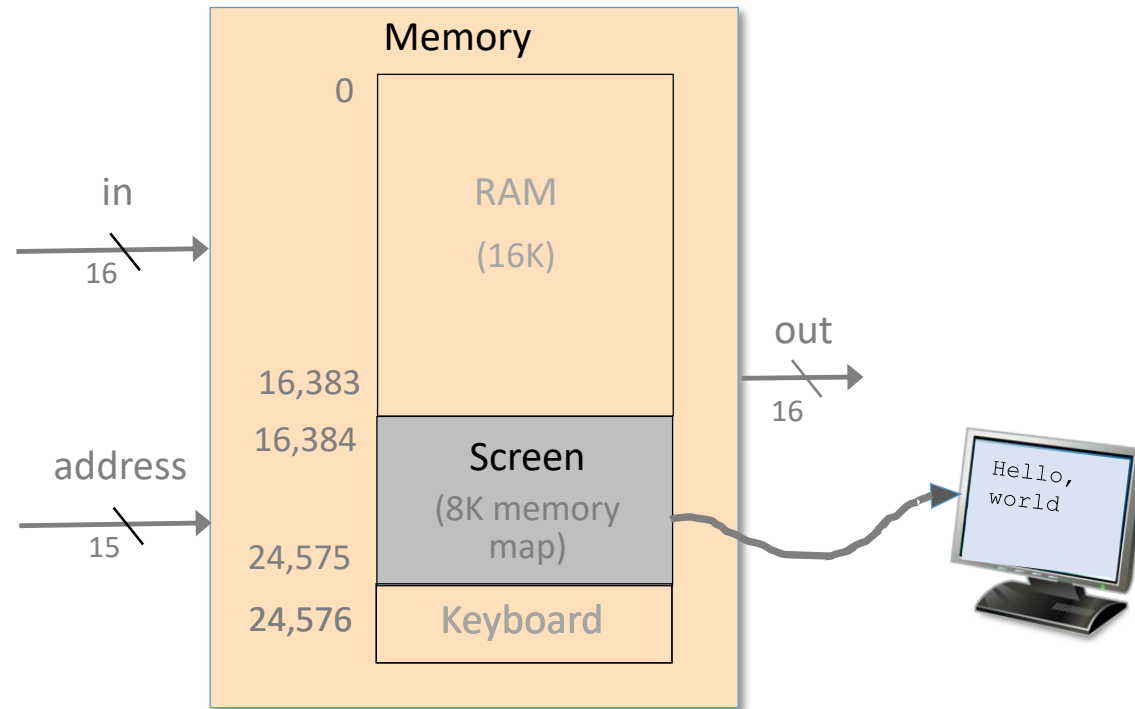 Memory
0
in
16
RAM
(16K)
out
16
16,383
16,384
address
15
Screen
(8K memory
map)
24,575
24,576
Keyboard
Hello,
world